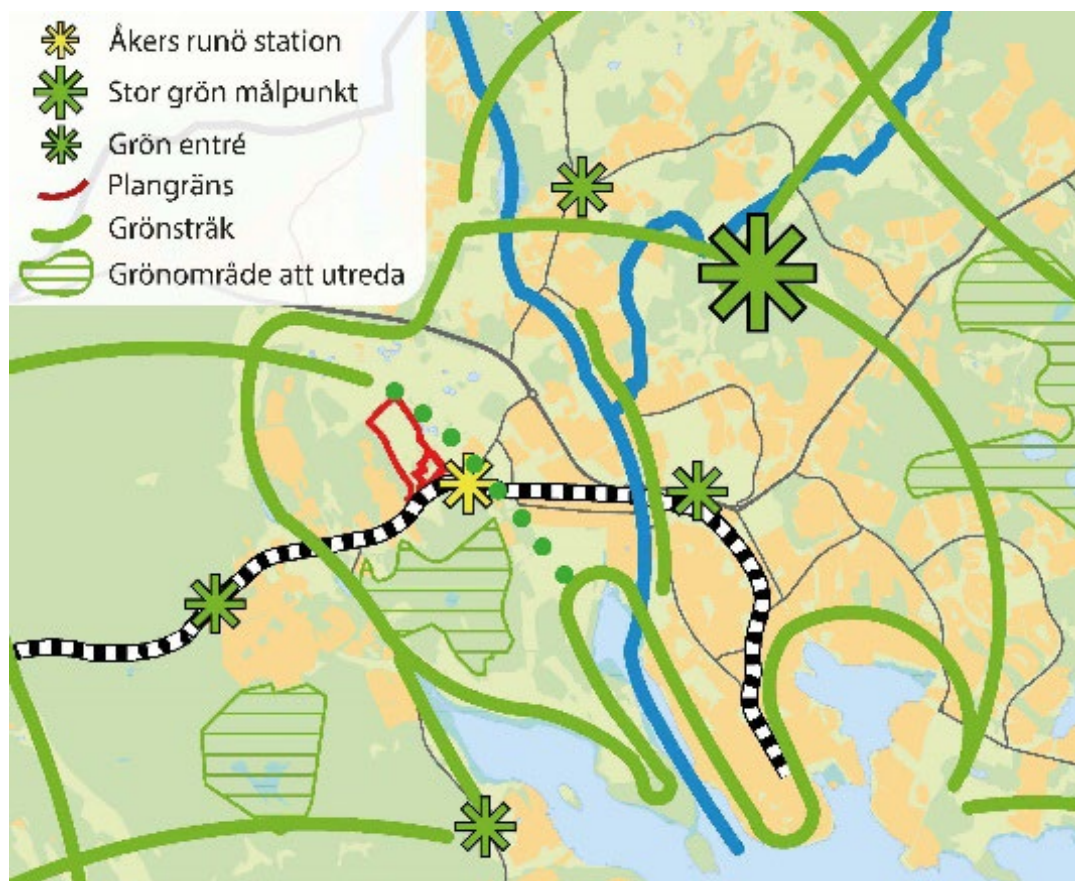 Åkers runö station
Stor grön målpunkt
Grön entré
Plangräns
Grönstråk
Grönområde att utreda